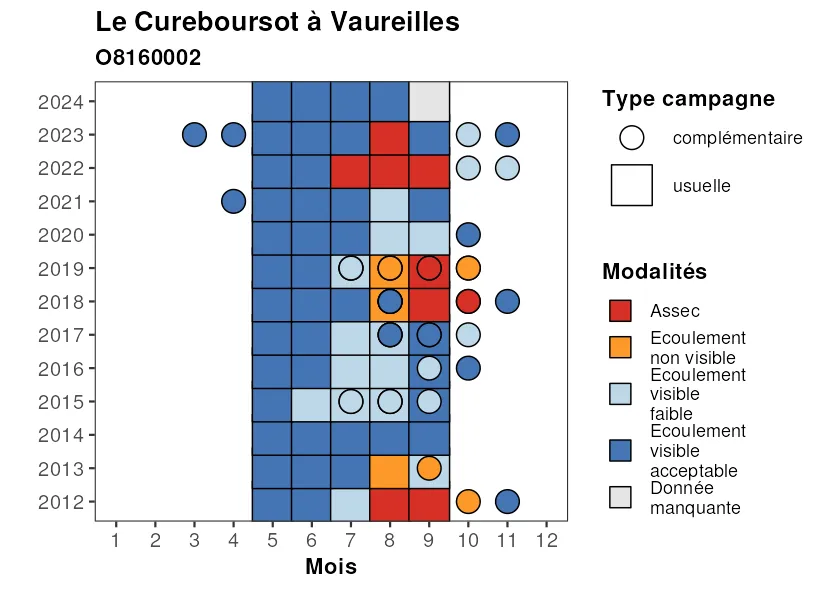 Le Cureboursot à Vaureilles
O8160002
2024
2023
2022
2021
2020
2019
2018
2017
2016
2015
2014
2013
2012
1 2 3 4 5 6 7 8 9 10 11 12
Mois
Type campagne
complémentaire
usuelle
Modalités
Assec
Ecoulement
non visible
Ecoulement
visible
faible
Ecoulement
visible
acceptable
Donnée
manquante